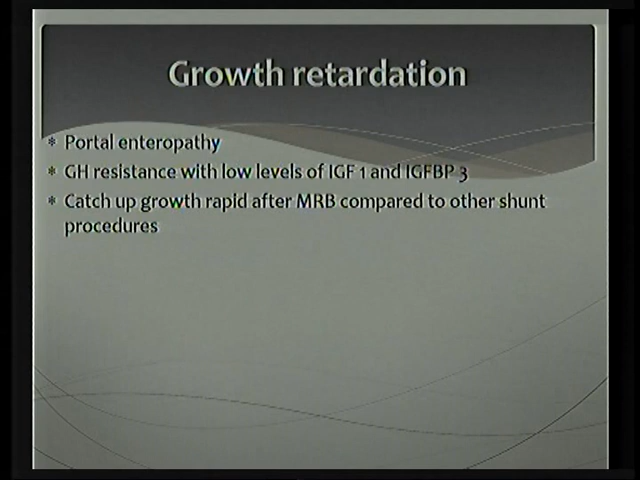 Growth retardation
* Portal enteropathy
* GH resistance with low levels of IGF 1 and IGFBP 3
* Catch up growth rapid after MRB compared to other shunt
procedures